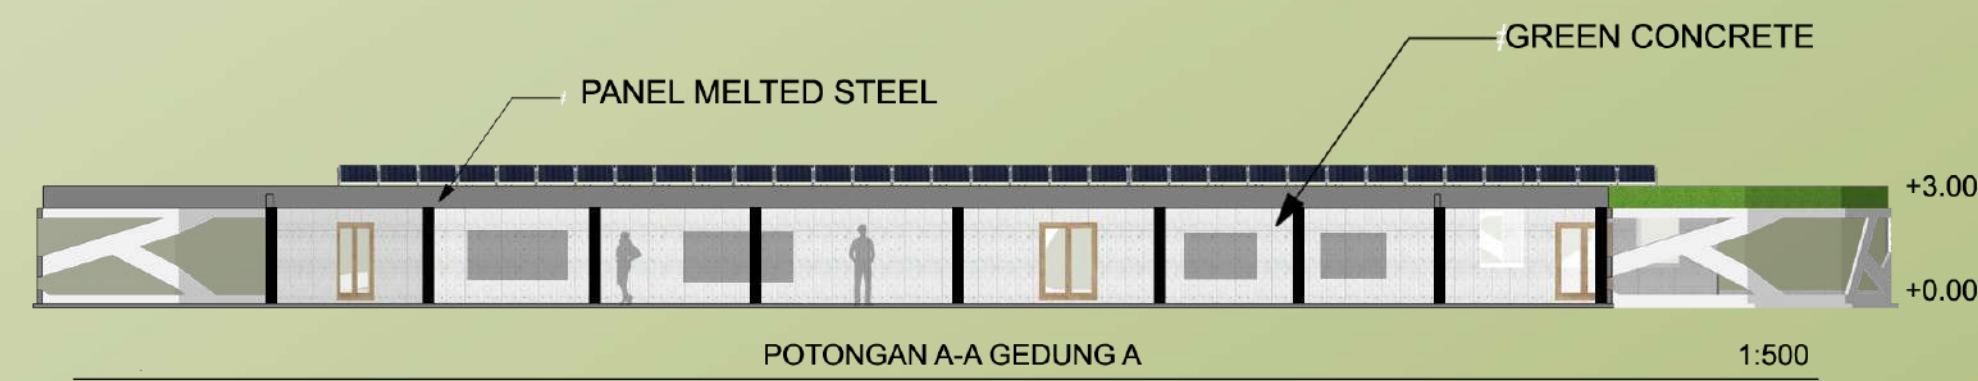 GREEN CONCRETE
PANEL MELTED STEEL
+3.00
+0.00
POTONGAN A-A GEDUNG A
1:500